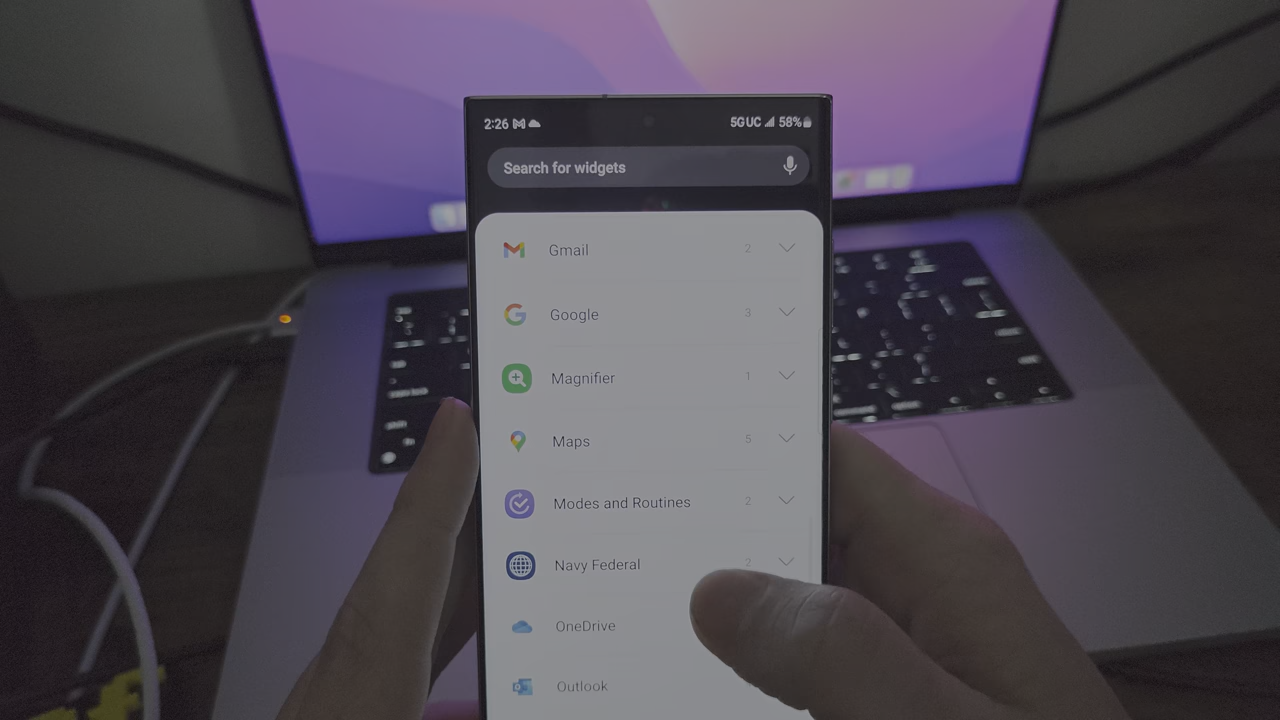 2:26 5GUC 58%
Search for widgets
Gmail 2
Google 3
Magnifier 1
Maps 5
Modes and Routines 2
Navy Federal 2
OneDrive
Outlook